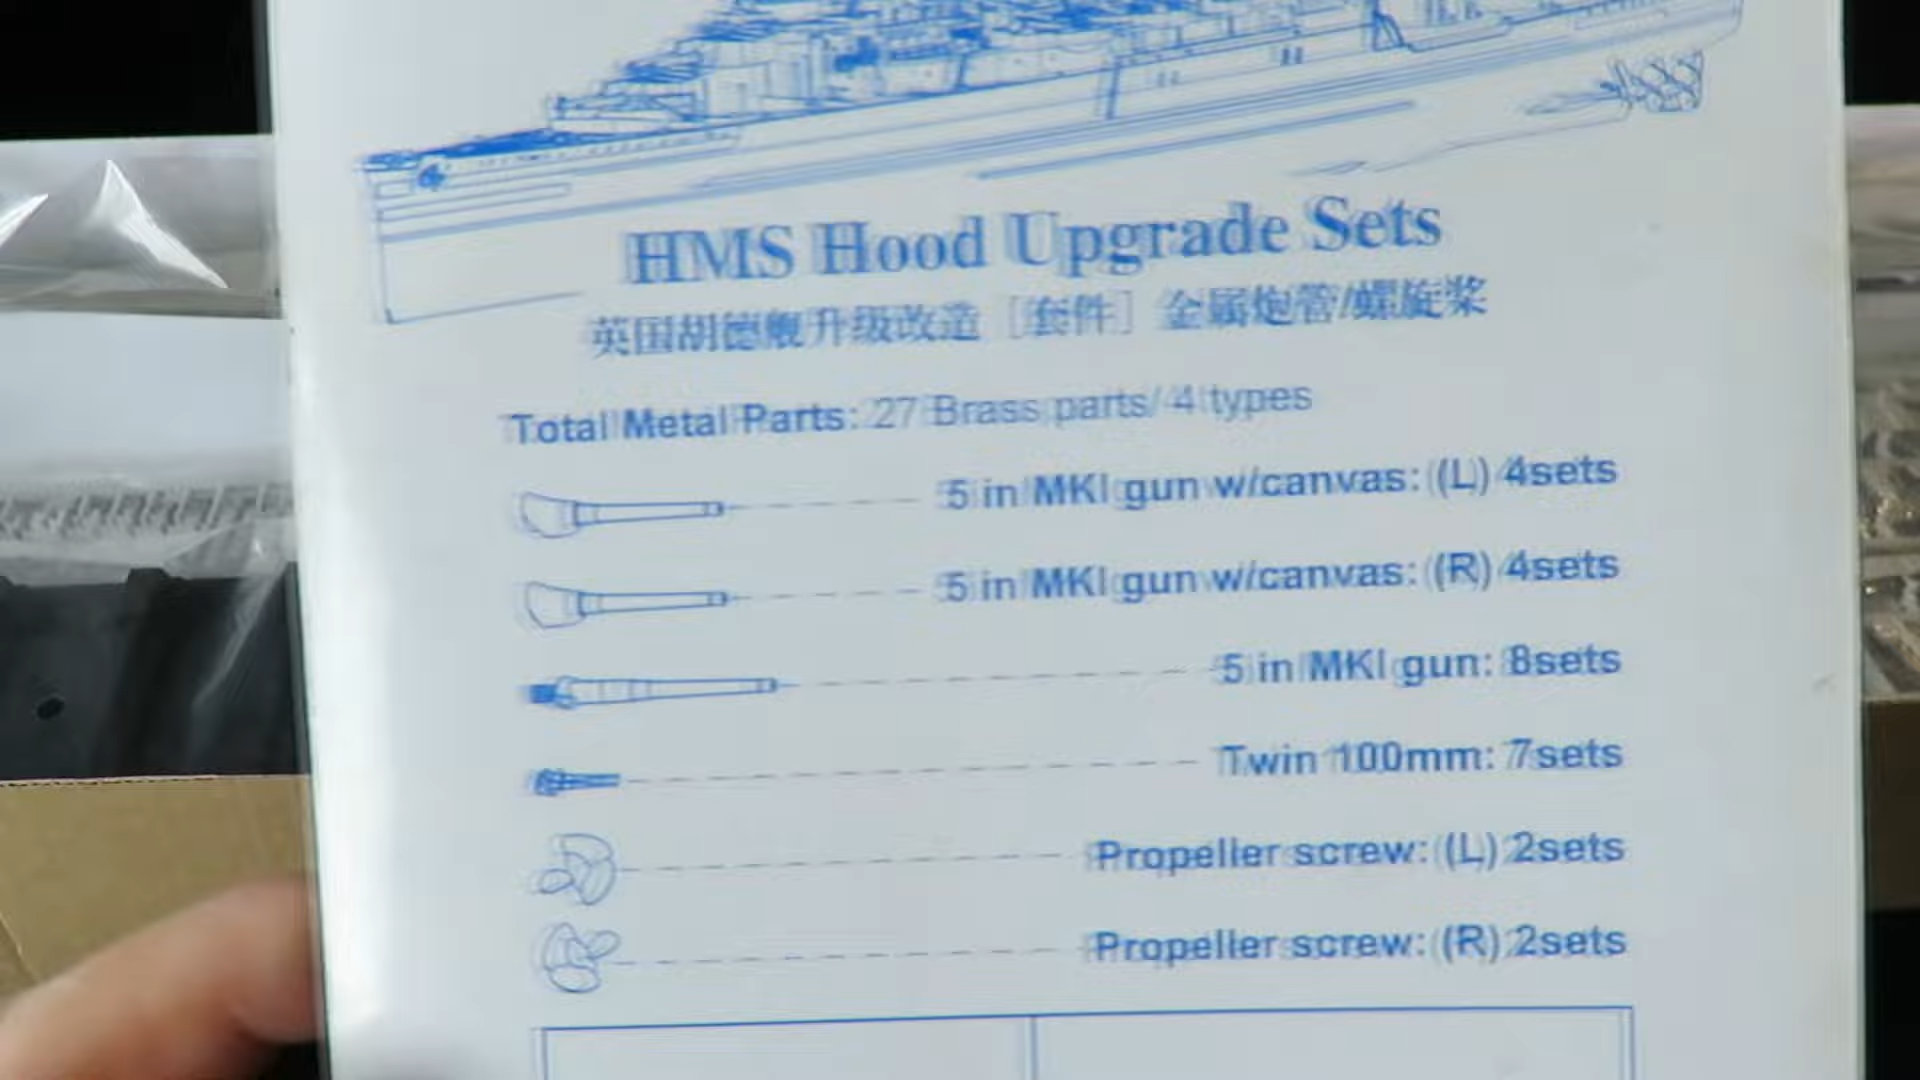 HMS Hood Upgrade Sets
英国胡德舰升级改造［套件］金属炮管/螺旋桨
Total Metal Parts: 27 Brass parts/ 4 types
5 in MKI gun w/canvas: (L) 4sets
5 in MKI gun w/canvas: (R) 4sets
5 in MKI gun: 8sets
Twin 100mm: 7sets
Propeller screw: (L) 2sets
Propeller screw: (R) 2sets